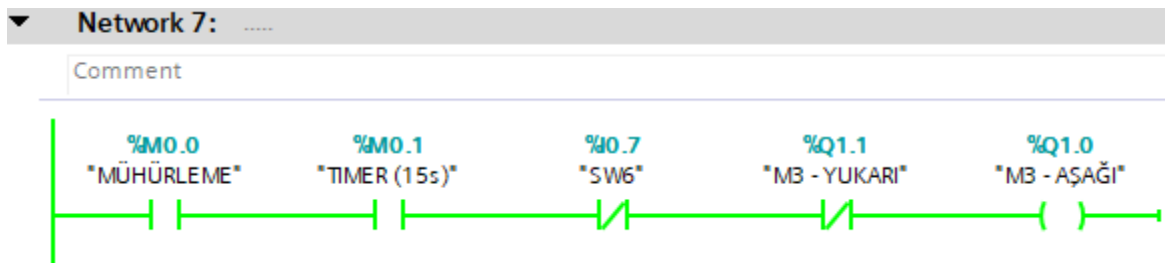 Network 7: .....
Comment
%M0.0 %M0.1 %I0.7 %Q1.1 %Q1.0
"MÜHÜRLEME" "TIMER (15s)" "SW6" "M3 - YUKARI" "M3 - AŞAĞI"